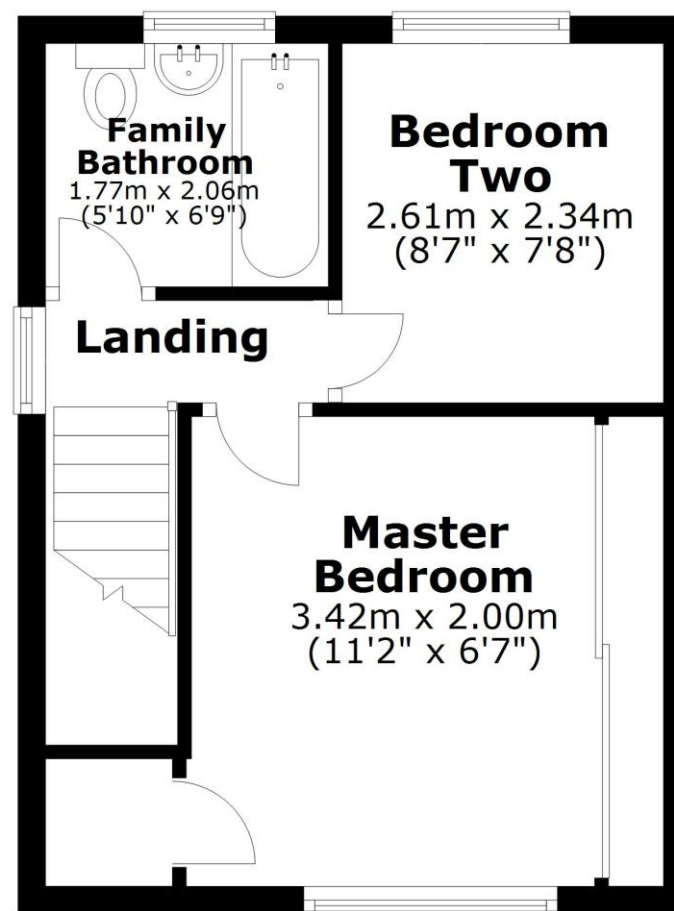 Family
Bathroom
1.77m x 2.06m
(5'10" x 6'9")
Bedroom
Two
2.61m x 2.34m
(8'7" x 7'8")
Landing
Master
Bedroom
3.42m x 2.00m
(11'2" x 6'7")